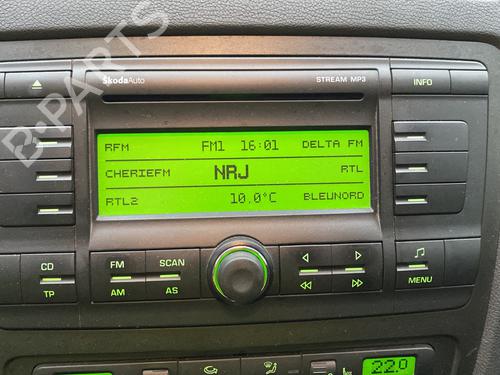 ŠkodaAuto STREAM MP3
INFO
RFM FM1 16:01 DELTA FM
CHERIEFM NRJ RTL
RTL2 10.0°C BLEUNORD
CD FM SCAN MENU
TP AM AS
22.0
B-PARTS